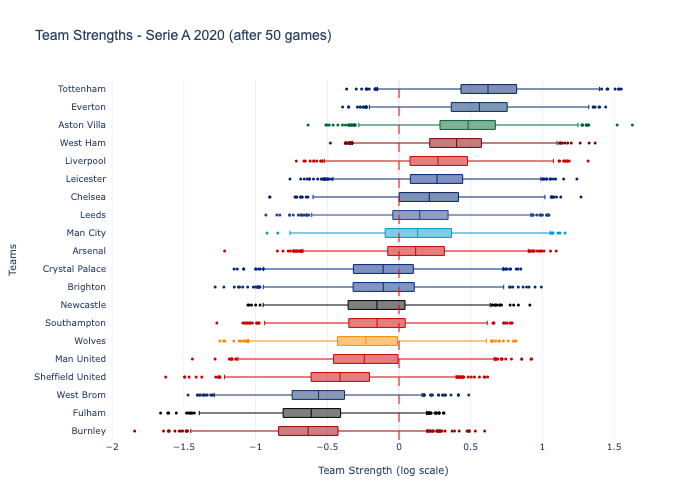 Team Strengths - Serie A 2020 (after 50 games)
Tottenham
Everton
Aston Villa
West Ham
Liverpool
Leicester
Chelsea
Leeds
Man City
Arsenal
Crystal Palace
Brighton
Newcastle
Southampton
Wolves
Man United
Sheffield United
West Brom
Fulham
Burnley
Teams
−2 −1.5 −1 −0.5 0 0.5 1 1.5
Team Strength (log scale)